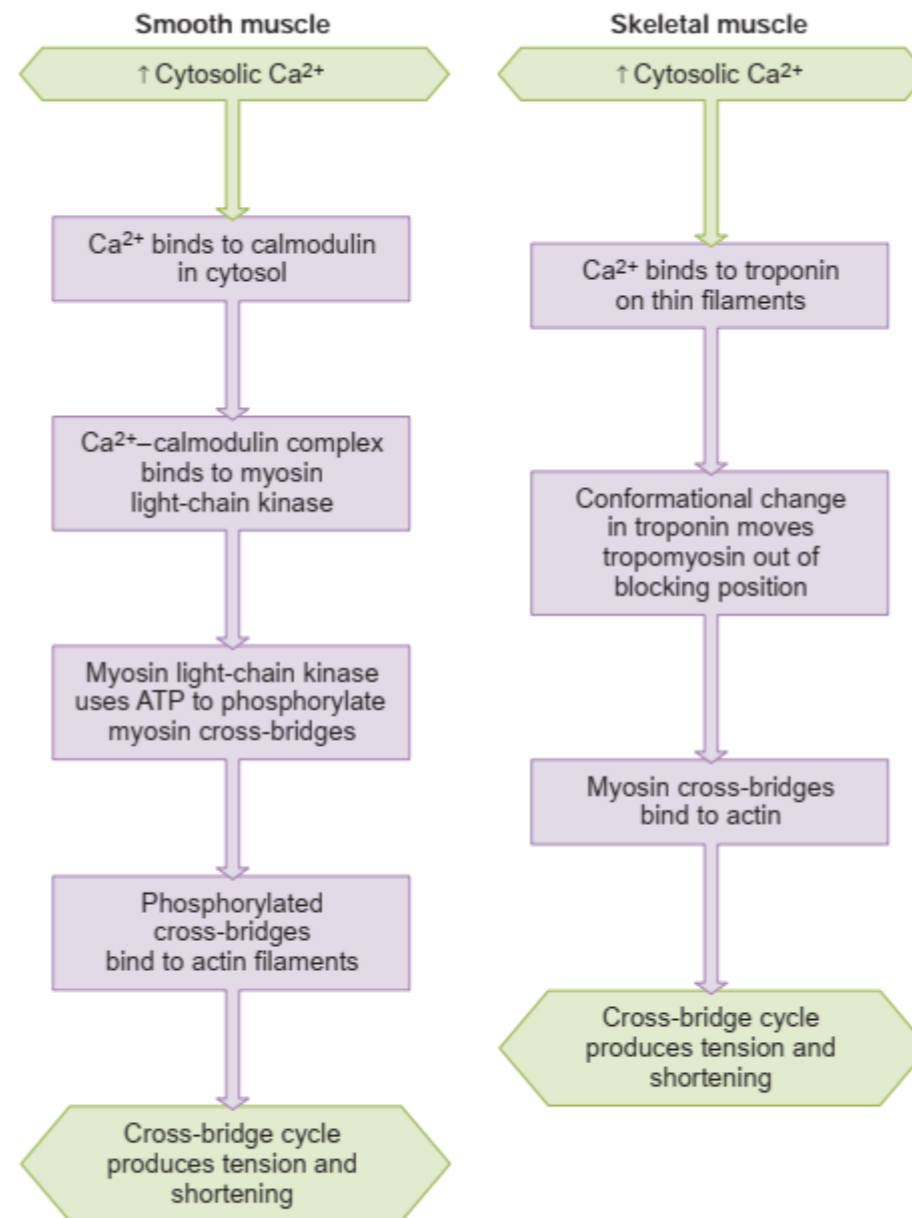 Smooth muscle
↑ Cytosolic Ca²⁺
Ca²⁺ binds to calmodulin
in cytosol
Ca²⁺–calmodulin complex
binds to myosin
light-chain kinase
Myosin light-chain kinase
uses ATP to phosphorylate
myosin cross-bridges
Phosphorylated
cross-bridges
bind to actin filaments
Cross-bridge cycle
produces tension and
shortening
Skeletal muscle
↑ Cytosolic Ca²⁺
Ca²⁺ binds to troponin
on thin filaments
Conformational change
in troponin moves
tropomyosin out of
blocking position
Myosin cross-bridges
bind to actin
Cross-bridge cycle
produces tension and
shortening